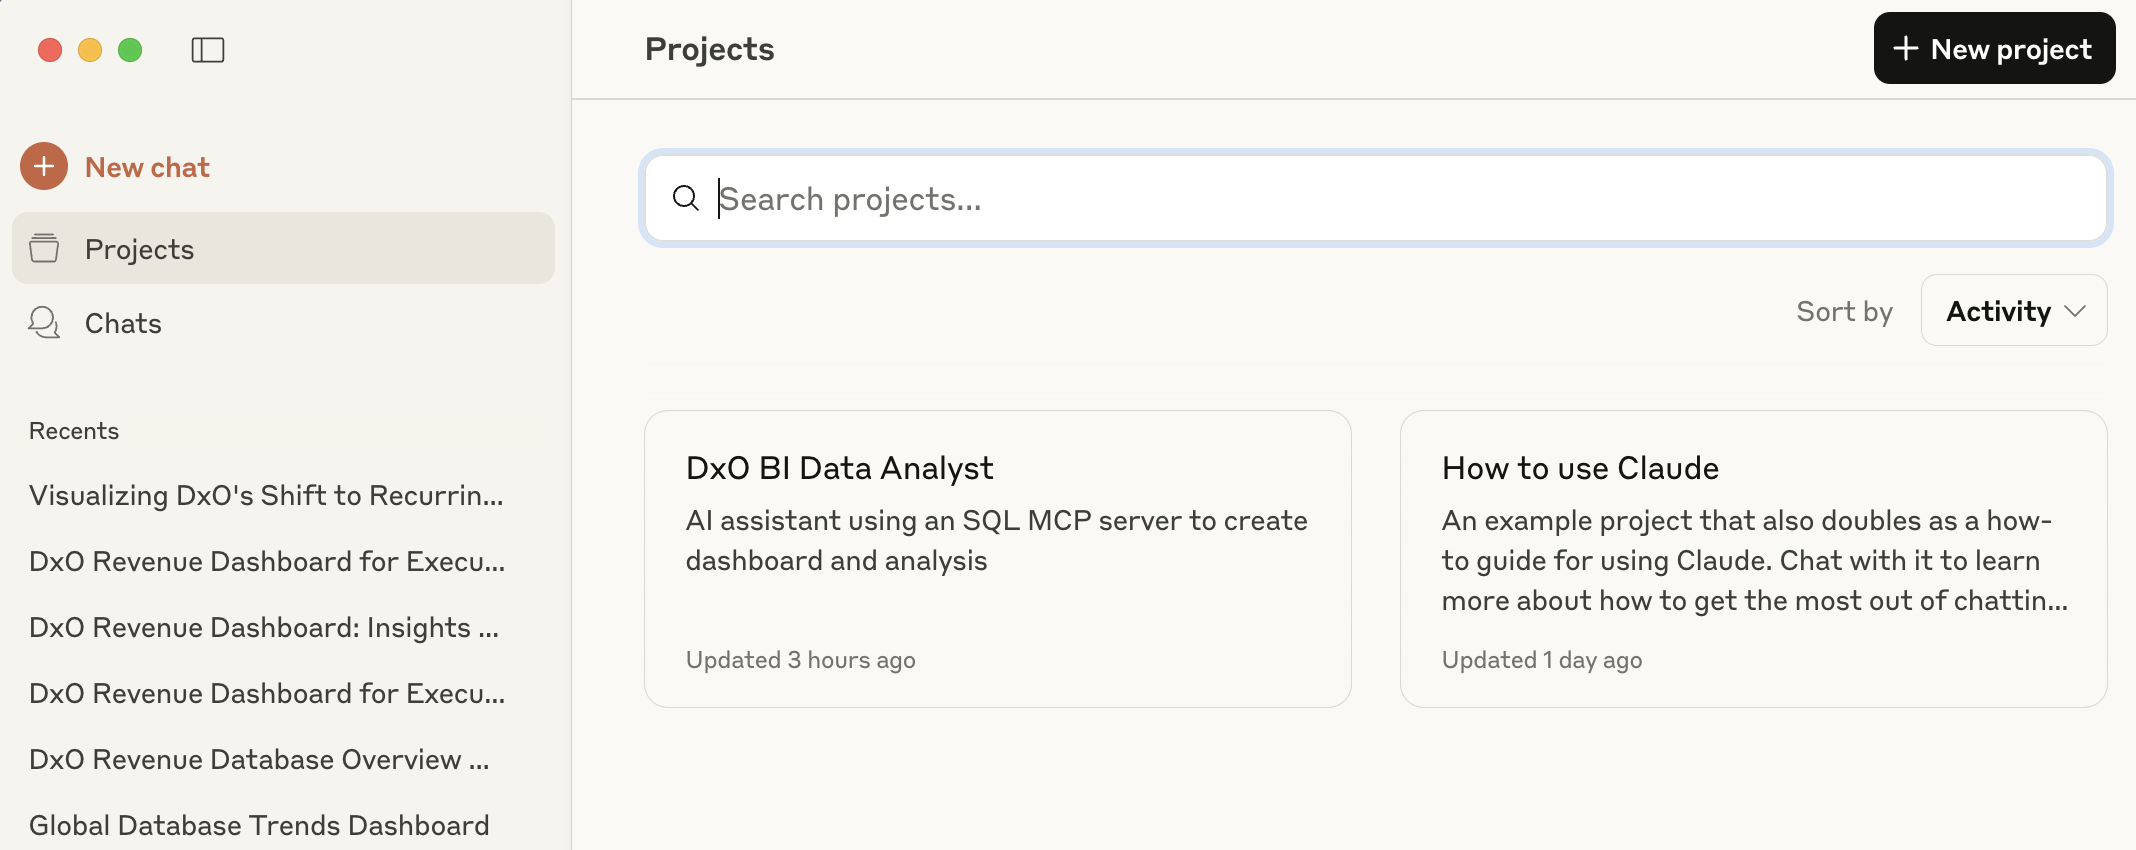 New chat
Projects
Chats
Recents
Visualizing DxO's Shift to Recurrin...
DxO Revenue Dashboard for Execu...
DxO Revenue Dashboard: Insights ...
DxO Revenue Dashboard for Execu...
DxO Revenue Database Overview ...
Global Database Trends Dashboard
Projects
New project
Search projects...
Sort by
Activity
DxO BI Data Analyst
AI assistant using an SQL MCP server to create
dashboard and analysis
Updated 3 hours ago
How to use Claude
An example project that also doubles as a how-
to guide for using Claude. Chat with it to learn
more about how to get the most out of chattin...
Updated 1 day ago